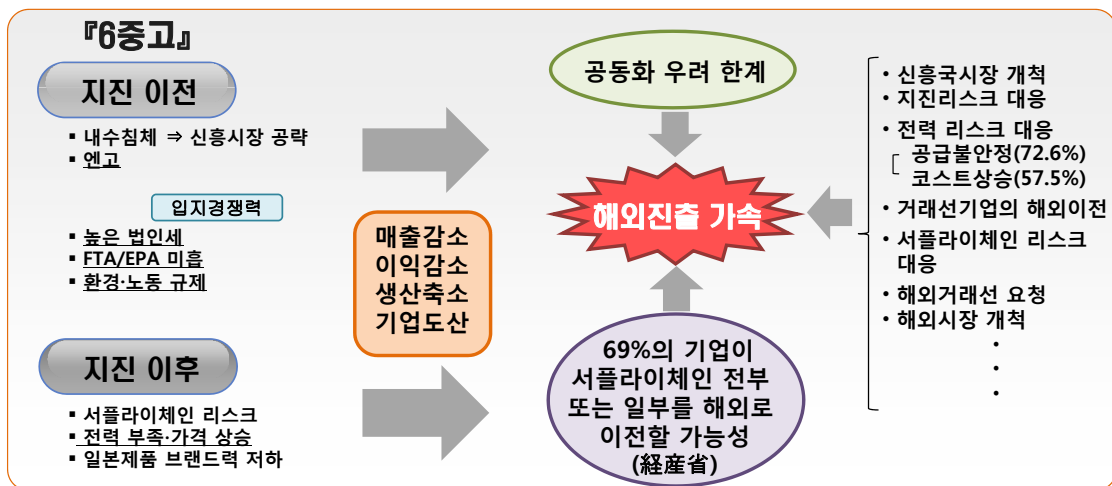 『6중고』
지진 이전
▪ 내수침체 ⇒ 신흥시장 공략
▪ 엔고
입지경쟁력
▪ 높은 법인세
▪ FTA/EPA 미흡
▪ 환경·노동 규제
지진 이후
▪ 서플라이체인 리스크
▪ 전력 부족·가격 상승
▪ 일본제품 브랜드력 저하
매출감소
이익감소
생산축소
기업도산
공동화 우려 한계
해외진출 가속
69%의 기업이
서플라이체인 전부
또는 일부를 해외로
이전할 가능성
(経産省)
• 신흥국시장 개척
• 지진리스크 대응
• 전력 리스크 대응
공급불안정(72.6%)
코스트상승(57.5%)
• 거래선기업의 해외이전
• 서플라이체인 리스크
대응
• 해외거래선 요청
• 해외시장 개척
•
•
•